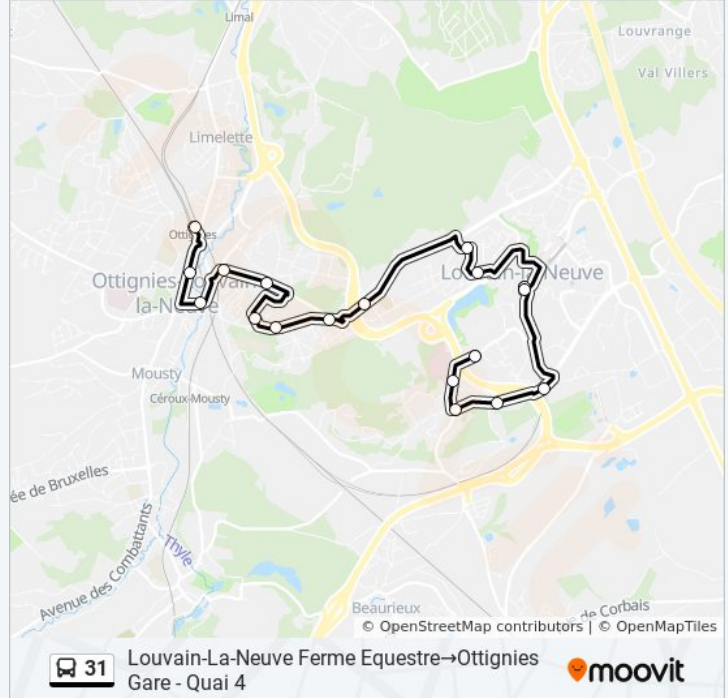 Limal
Louvrange
Val Villers
Limelette
Ottignies
Ottignies-Louvain-
la-Neuve
Louvain-la-Neuve
Mousty
Céroux-Mousty
ée de Bruxelles
Avenue des Combattants
Thyle
Beaurieux
e de Corbais
© OpenStreetMap contributors | © OpenMapTiles
31
Louvain-La-Neuve Ferme Equestre→Ottignies
Gare - Quai 4
moovit